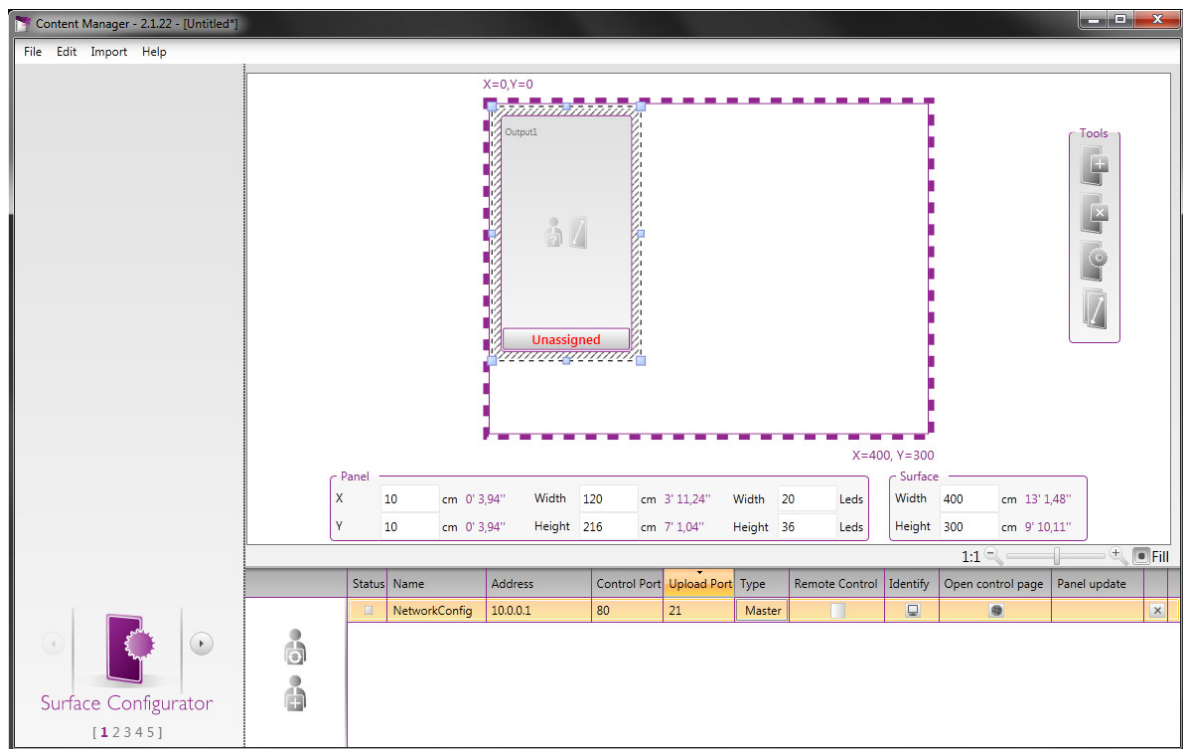 Content Manager - 2.1.22 - [Untitled*]
File Edit Import Help
X=0,Y=0
Output1
Tools
Unassigned
X=400, Y=300
Panel
Surface
X 10 cm 0' 3,94" Width 120 cm 3' 11,24" Width 20 Leds Width 400 cm 13' 1,48"
Y 10 cm 0' 3,94" Height 216 cm 7' 1,04" Height 36 Leds Height 300 cm 9' 10,11"
1:1 Fill
Status Name Address Control Port Upload Port Type Remote Control Identify Open control page Panel update
NetworkConfig 10.0.0.1 80 21 Master
Surface Configurator
[ 1 2 3 4 5 ]